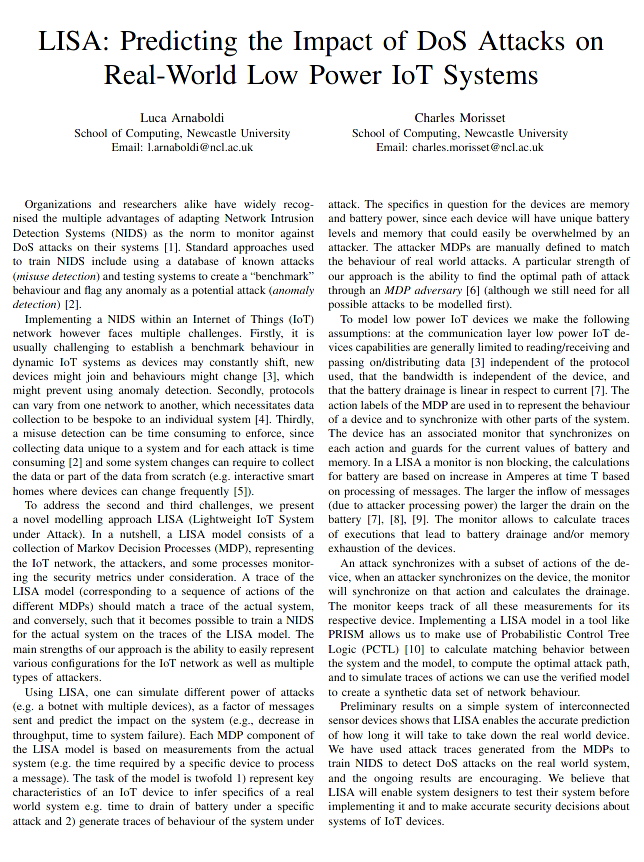 LISA: Predicting the Impact of DoS Attacks on
Real-World Low Power IoT Systems
Luca Arnaboldi
School of Computing, Newcastle University
Email: l.arnaboldi@ncl.ac.uk
Charles Morisset
School of Computing, Newcastle University
Email: charles.morisset@ncl.ac.uk
Organizations and researchers alike have widely recog-
nised the multiple advantages of adapting Network Intrusion
Detection Systems (NIDS) as the norm to monitor against
DoS attacks on their systems [1]. Standard approaches used
to train NIDS include using a database of known attacks
(misuse detection) and testing systems to create a “benchmark”
behaviour and flag any anomaly as a potential attack (anomaly
detection) [2].
Implementing a NIDS within an Internet of Things (IoT)
network however faces multiple challenges. Firstly, it is
usually challenging to establish a benchmark behaviour in
dynamic IoT systems as devices may constantly shift, new
devices might join and behaviours might change [3], which
might prevent using anomaly detection. Secondly, protocols
can vary from one network to another, which necessitates data
collection to be bespoke to an individual system [4]. Thirdly,
a misuse detection can be time consuming to enforce, since
collecting data unique to a system and for each attack is time
consuming [2] and some system changes can require to collect
the data or part of the data from scratch (e.g. interactive smart
homes where devices can change frequently [5]).
To address the second and third challenges, we present
a novel modelling approach LISA (Lightweight IoT System
under Attack). In a nutshell, a LISA model consists of a
collection of Markov Decision Processes (MDP), representing
the IoT network, the attackers, and some processes monitor-
ing the security metrics under consideration. A trace of the
LISA model (corresponding to a sequence of actions of the
different MDPs) should match a trace of the actual system,
and conversely, such that it becomes possible to train a NIDS
for the actual system on the traces of the LISA model. The
main strengths of our approach is the ability to easily represent
various configurations for the IoT network as well as multiple
types of attackers.
Using LISA, one can simulate different power of attacks
(e.g. a botnet with multiple devices), as a factor of messages
sent and predict the impact on the system (e.g., decrease in
throughput, time to system failure). Each MDP component of
the LISA model is based on measurements from the actual
system (e.g. the time required by a specific device to process
a message). The task of the model is twofold 1) represent key
characteristics of an IoT device to infer specifics of a real
world system e.g. time to drain of battery under a specific
attack and 2) generate traces of behaviour of the system under
attack. The specifics in question for the devices are memory
and battery power, since each device will have unique battery
levels and memory that could easily be overwhelmed by an
attacker. The attacker MDPs are manually defined to match
the behaviour of real world attacks. A particular strength of
our approach is the ability to find the optimal path of attack
through an MDP adversary [6] (although we still need for all
possible attacks to be modelled first).
To model low power IoT devices we make the following
assumptions: at the communication layer low power IoT de-
vices capabilities are generally limited to reading/receiving and
passing on/distributing data [3] independent of the protocol
used, that the bandwidth is independent of the device, and
that the battery drainage is linear in respect to current [7]. The
action labels of the MDP are used in to represent the behaviour
of a device and to synchronize with other parts of the system.
The device has an associated monitor that synchronizes on
each action and guards for the current values of battery and
memory. In a LISA a monitor is non blocking, the calculations
for battery are based on increase in Amperes at time T based
on processing of messages. The larger the inflow of messages
(due to attacker processing power) the larger the drain on the
battery [7], [8], [9]. The monitor allows to calculate traces
of executions that lead to battery drainage and/or memory
exhaustion of the devices.
An attack synchronizes with a subset of actions of the de-
vice, when an attacker synchronizes on the device, the monitor
will synchronize on that action and calculates the drainage.
The monitor keeps track of all these measurements for its
respective device. Implementing a LISA model in a tool like
PRISM allows us to make use of Probabilistic Control Tree
Logic (PCTL) [10] to calculate matching behavior between
the system and the model, to compute the optimal attack path,
and to simulate traces of actions we can use the verified model
to create a synthetic data set of network behaviour.
Preliminary results on a simple system of interconnected
sensor devices shows that LISA enables the accurate prediction
of how long it will take to take down the real world device.
We have used attack traces generated from the MDPs to
train NIDS to detect DoS attacks on the real world system,
and the ongoing results are encouraging. We believe that
LISA will enable system designers to test their system before
implementing it and to make accurate security decisions about
systems of IoT devices.